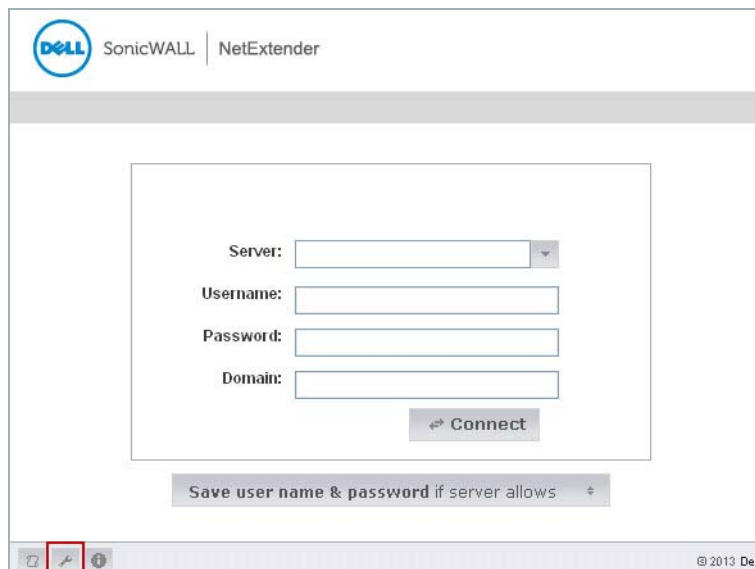 DELL SonicWALL | NetExtender
Server:
Username:
Password:
Domain:
Connect
Save user name & password if server allows
© 2013 De